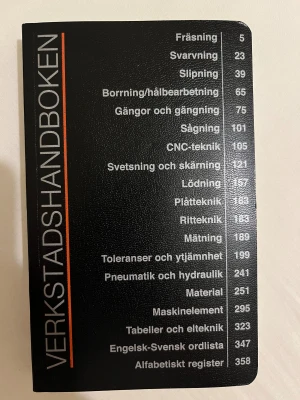 VERKSTADSHANDBOKEN
Fräsning 5
Svarvning 23
Slipning 39
Borrning/hålbearbetning 65
Gängor och gängning 75
Sågning 101
CNC-teknik 105
Svetsning och skärning 121
Lödning 157
Plåtteknik 163
Ritteknik 183
Mätning 189
Toleranser och ytjämnhet 199
Pneumatik och hydraulik 241
Material 251
Maskinelement 295
Tabeller och elteknik 323
Engelsk-Svensk ordlista 347
Alfabetiskt register 358